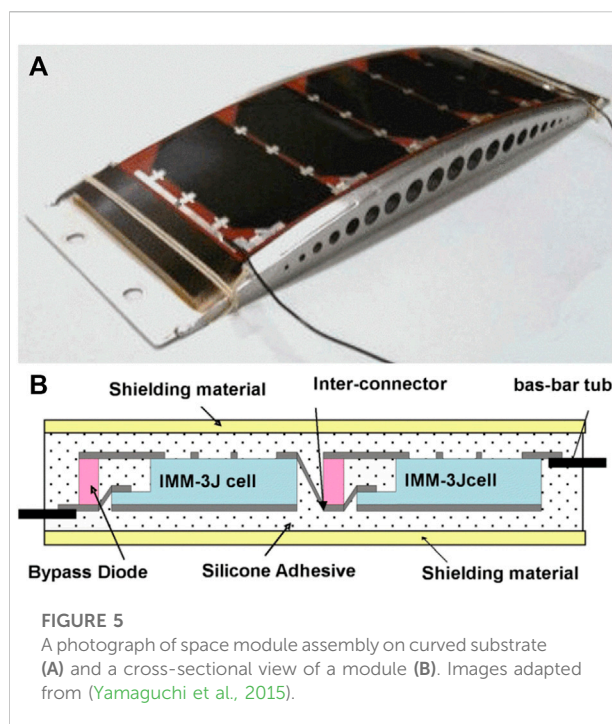 A
B
Shielding material
Inter-connector
bas-bar tub
IMM-3J cell
IMM-3Jcell
Bypass Diode
Silicone Adhesive
Shielding material
FIGURE 5
A photograph of space module assembly on curved substrate
(A) and a cross-sectional view of a module (B). Images adapted
from (Yamaguchi et al., 2015).